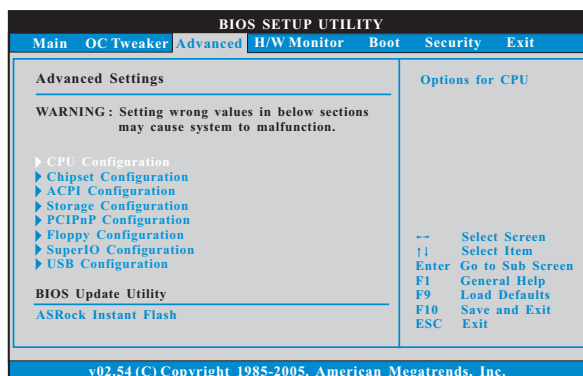 BIOS SETUP UTILITY
Main OC Tweaker Advanced H/W Monitor Boot Security Exit
Advanced Settings
WARNING : Setting wrong values in below sections
may cause system to malfunction.
CPU Configuration
Chipset Configuration
ACPI Configuration
Storage Configuration
PCIPnP Configuration
Floppy Configuration
SuperIO Configuration
USB Configuration
BIOS Update Utility
ASRock Instant Flash
Options for CPU
←→ Select Screen
↑↓ Select Item
Enter Go to Sub Screen
F1 General Help
F9 Load Defaults
F10 Save and Exit
ESC Exit
v02.54 (C) Copyright 1985-2005, American Megatrends, Inc.